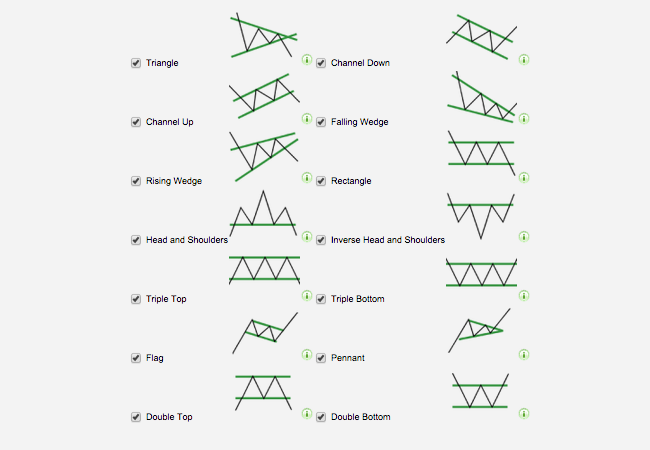 Triangle
Channel Down
Channel Up
Falling Wedge
Rising Wedge
Rectangle
Head and Shoulders
Inverse Head and Shoulders
Triple Top
Triple Bottom
Flag
Pennant
Double Top
Double Bottom